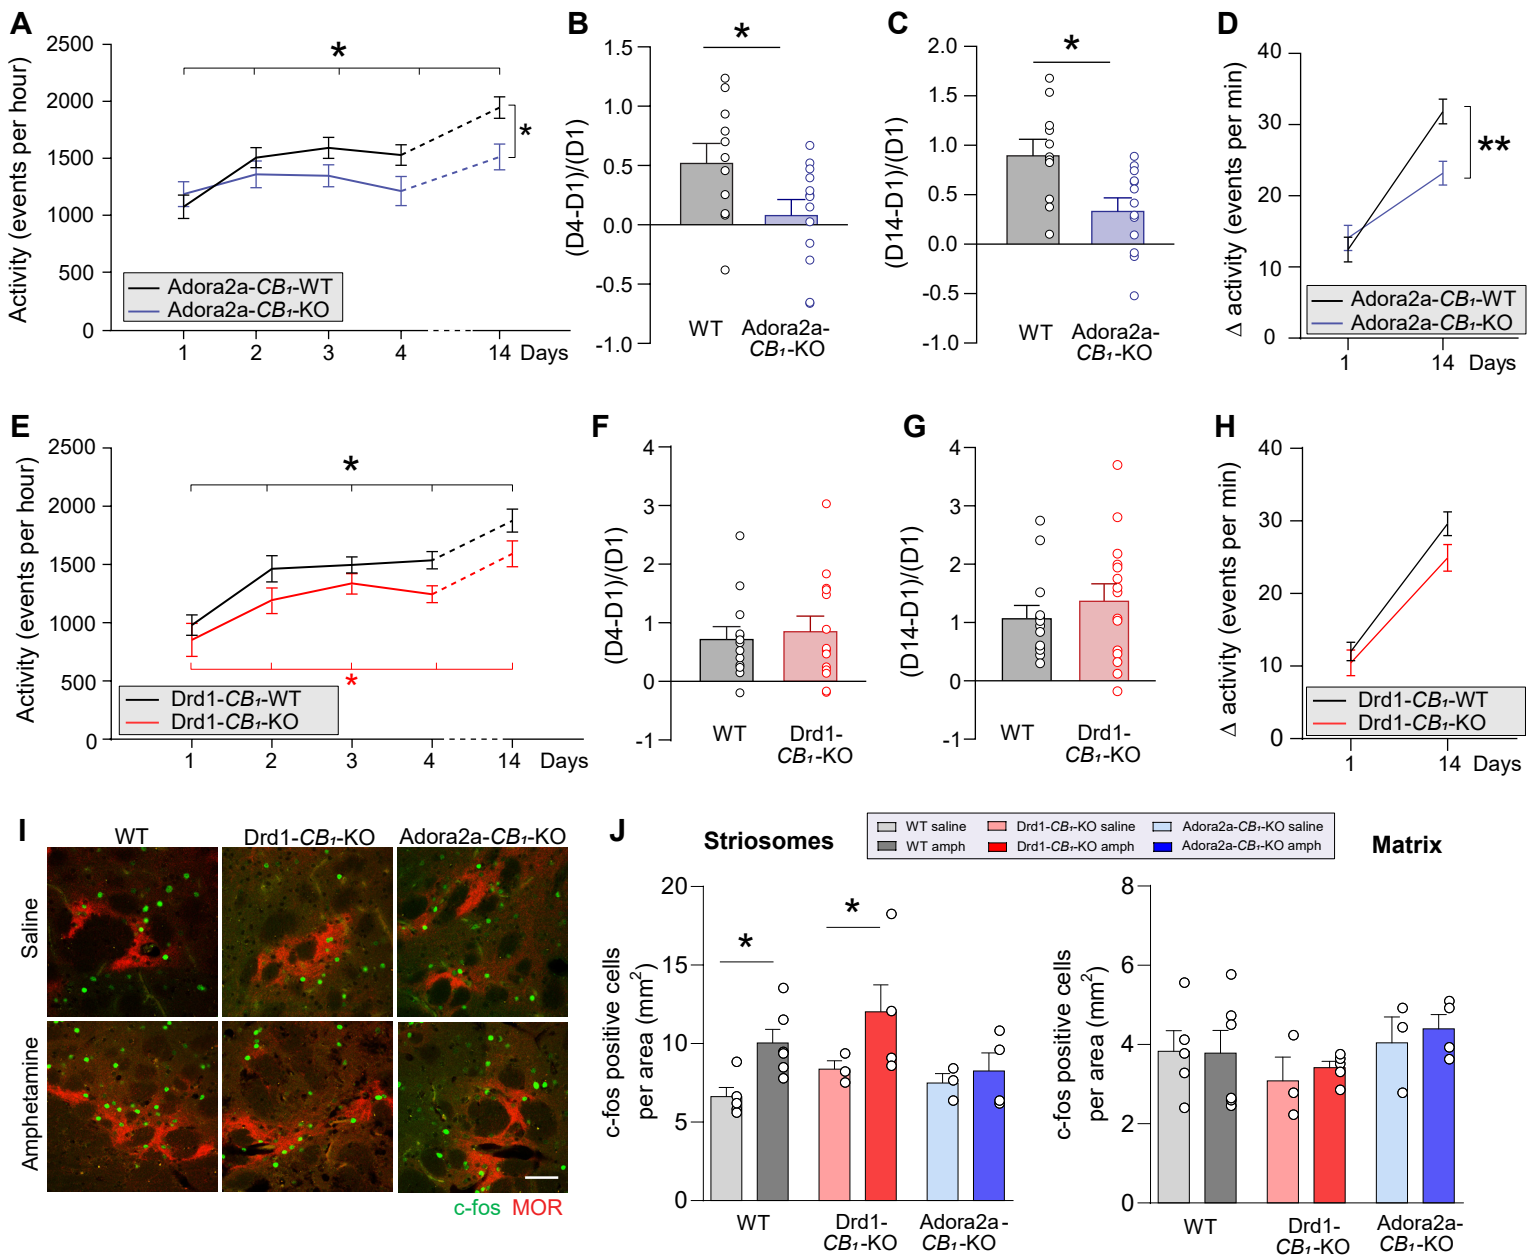 A
Activity (events per hour)
2500
2000
1500
1000
500
0
*
*
Adora2a-CB₁-WT
Adora2a-CB₁-KO
1 2 3 4 14 Days
B
(D4-D1)/(D1)
1.5
1.0
0.5
0.0
-0.5
-1.0
*
WT Adora2a-
CB₁-KO
C
(D14-D1)/(D1)
2.0
1.5
1.0
0.5
0.0
-0.5
-1.0
*
WT Adora2a-
CB₁-KO
D
Δ activity (events per min)
40
30
20
10
0
**
Adora2a-CB₁-WT
Adora2a-CB₁-KO
1 14 Days
E
Activity (events per hour)
2500
2000
1500
1000
500
0
*
*
Drd1-CB₁-WT
Drd1-CB₁-KO
1 2 3 4 14 Days
F
(D4-D1)/(D1)
4
3
2
1
0
-1
WT Drd1-
CB₁-KO
G
(D14-D1)/(D1)
4
3
2
1
0
-1
WT Drd1-
CB₁-KO
H
Δ activity (events per min)
40
30
20
10
0
Drd1-CB₁-WT
Drd1-CB₁-KO
1 14 Days
I
WT Drd1-CB₁-KO Adora2a-CB₁-KO
Saline
Amphetamine
c-fos MOR
J
Striosomes
WT saline Drd1-CB₁-KO saline Adora2a-CB₁-KO saline
WT amph Drd1-CB₁-KO amph Adora2a-CB₁-KO amph
Matrix
c-fos positive cells
per area (mm²)
20
15
10
5
0
*
*
WT Drd1- Adora2a-
CB₁-KO CB₁-KO
c-fos positive cells
per area (mm²)
8
6
4
2
0
WT Drd1- Adora2a-
CB₁-KO CB₁-KO